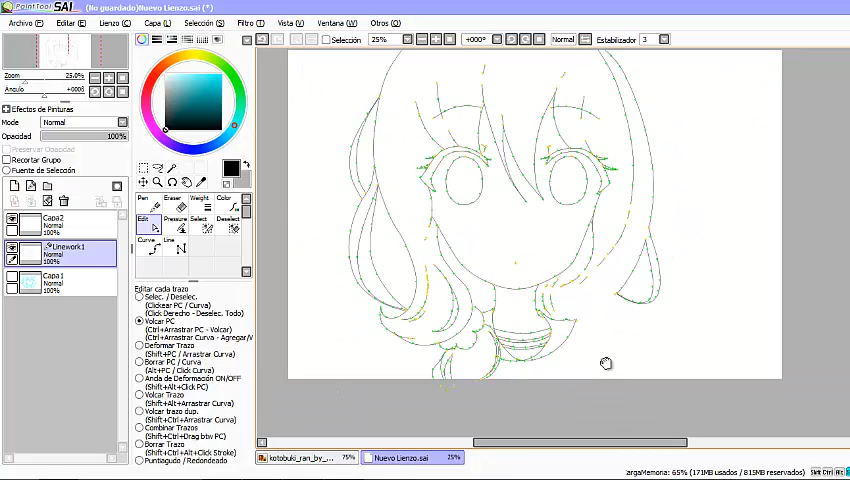 PaintTool SAI (No guardado)Nuevo Lienzo.sai (*)
Archivo (F) Editar (E) Lienzo (C) Capa (L) Selección (S) Filtro (T) Vista (V) Ventana (W) Otros (O)
Selección 25% +000° Normal Estabilizador 3
Zoom 25.0%
Angulo +000°
Efectos de Pinturas
Modo Normal
Opacidad 100%
Preservar Opacidad
Recortar Grupo
Fuente de Selección
Capa2
Normal
100%
Linework1
Normal
100%
Capa1
Normal
100%
Pen Eraser Weight Color
Edit Pressure Select Deselect
Curve Line
Editar cada trazo
Selec. / Deselec.
(Clickear PC / Curva)
(Click Derecho - Deselec. Todo)
Volcar PC
(Ctrl+Arrastrar PC - Volcar)
(Ctrl+Arrastrar Curva - Agregar/V
Deformar Trazo
(Shift+PC / Arrastrar Curva)
Borrar PC / Curva
(Alt+PC / Click Curva)
Anda de Deformación ON/OFF
(Shift+Alt+Click PC)
Volcar Trazo
(Shift+Alt+Arrastrar Curva)
Volcar trazo dup.
(Shift+Ctrl+Arrastrar Curva)
Combinar Trazos
(Shift+Ctrl+Drag btw PC)
Borrar Trazo
(Shift+Ctrl+Alt+Click Stroke)
Puntiagudo / Redondeado
kotobuki_ran_by_... 75% Nuevo Lienzo.sai 25%
argaMemoria: 65% (171MB usados / 815MB reservados) Shift Ctrl Alt